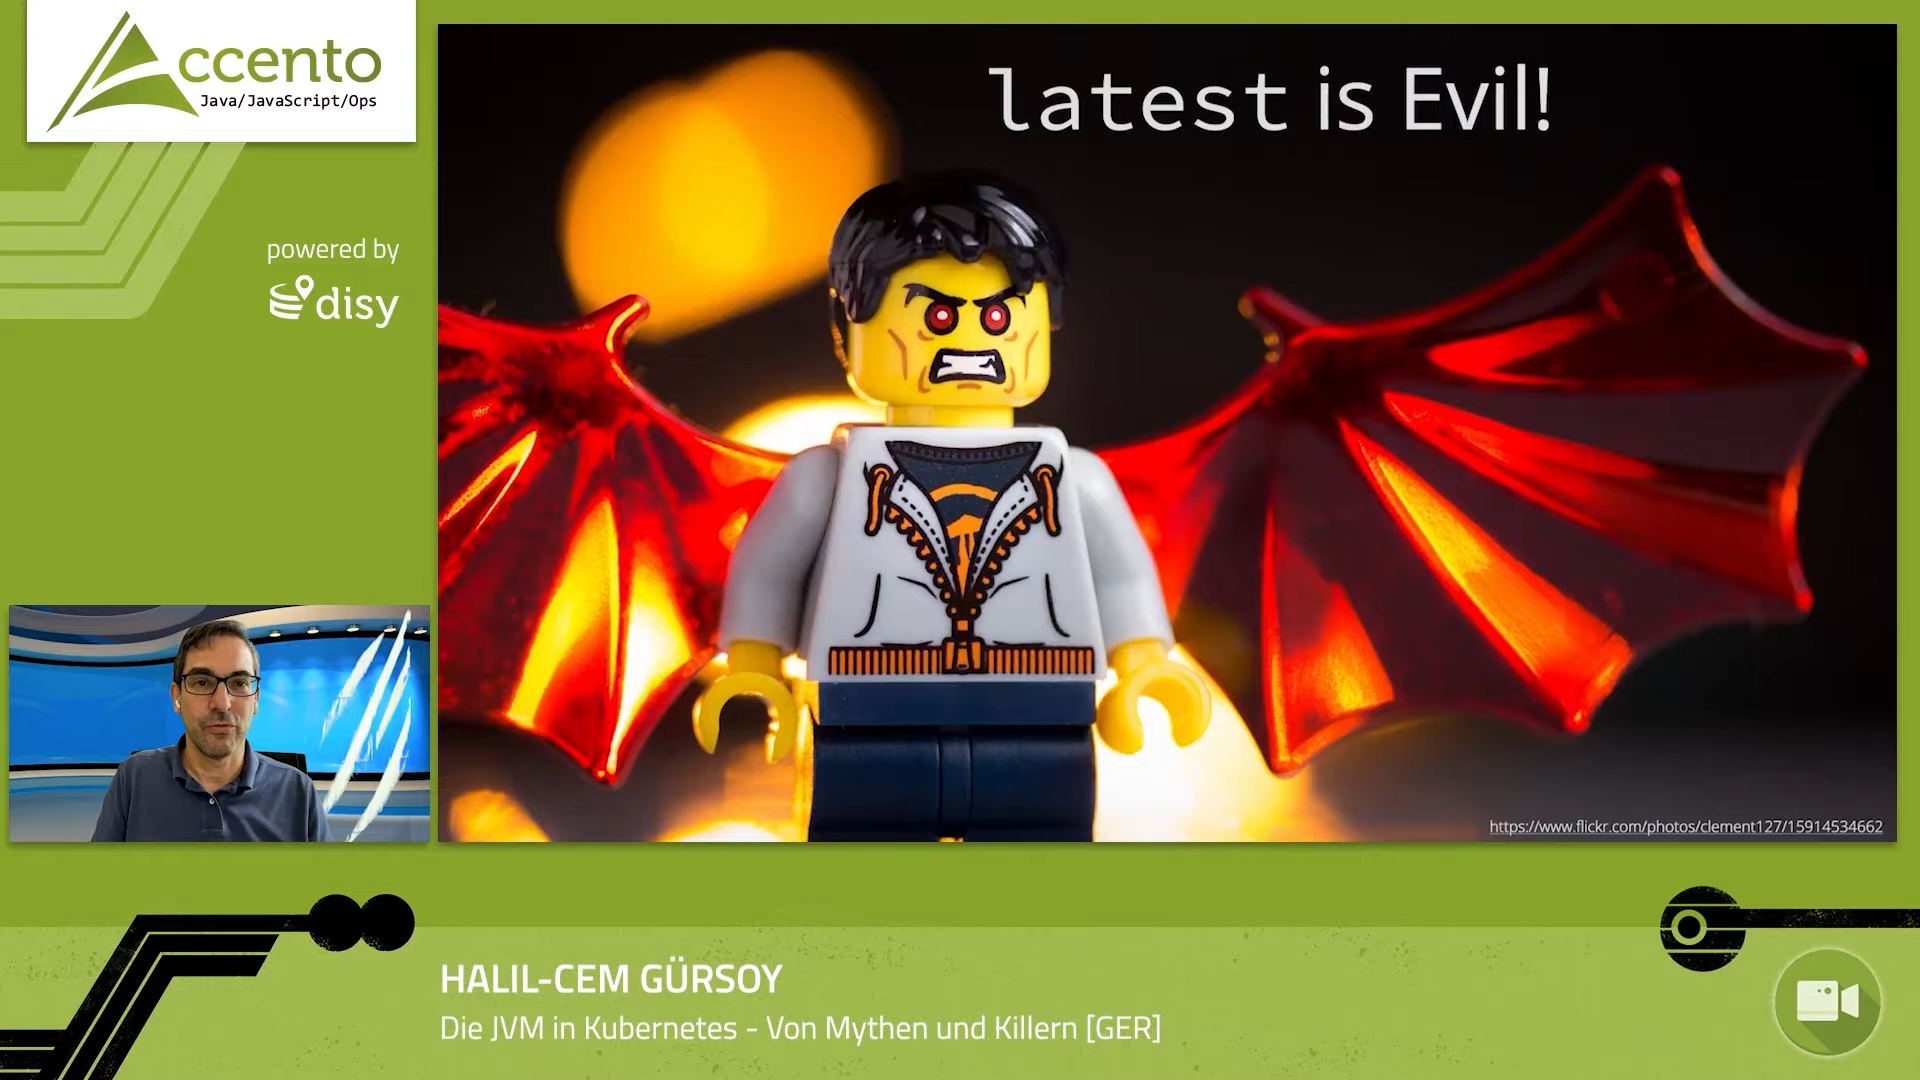 Accento
Java/JavaScript/Ops
powered by
disy
latest is Evil!
https://www.flickr.com/photos/clement127/15914534662
HALIL-CEM GÜRSOY
Die JVM in Kubernetes - Von Mythen und Killern [GER]